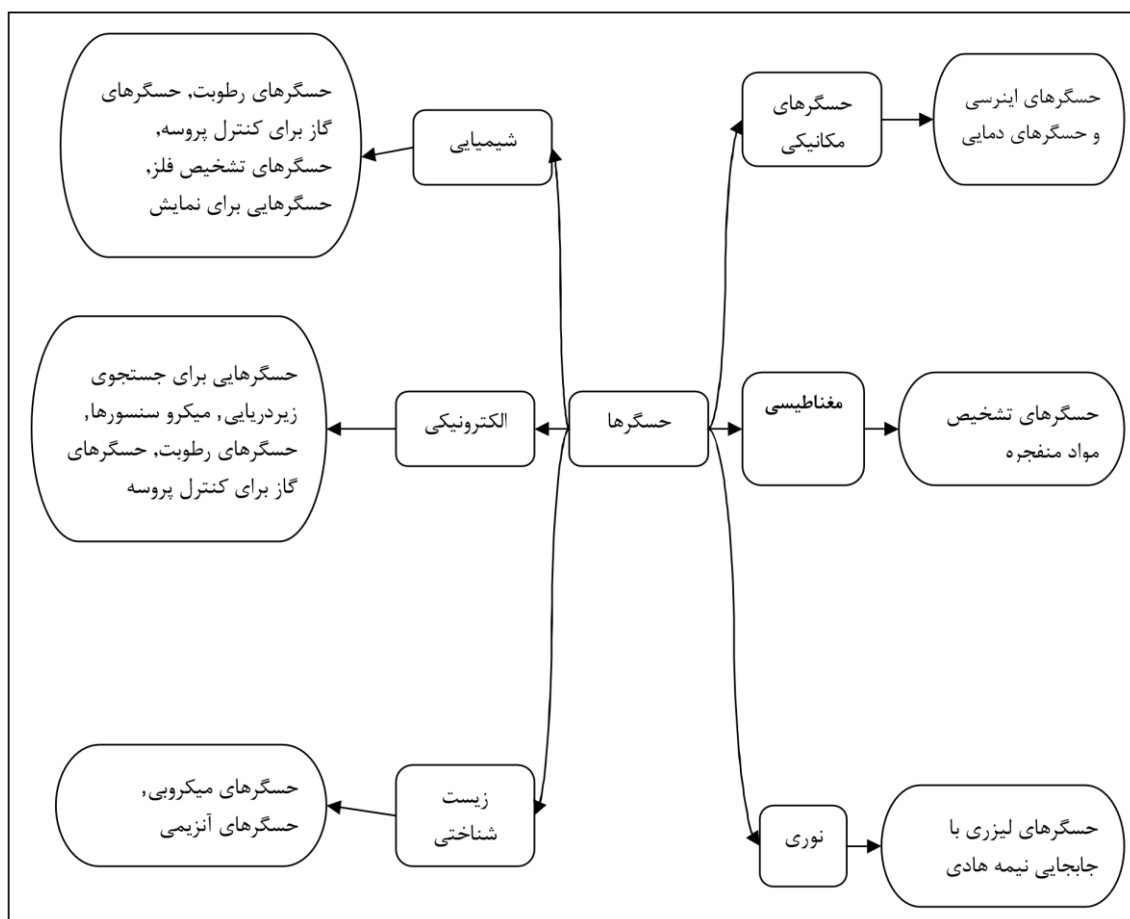 حسگرهای اینرسی
و حسگرهای دمایی
حسگرهای
مکانیکی
شیمیایی
حسگرهای رطوبت, حسگرهای
گاز برای کنترل پروسه,
حسگرهای تشخیص فلز,
حسگرهایی برای نمایش
حسگرهای تشخیص
مواد منفجره
مغناطیسی
حسگرها
الکترونیکی
حسگرهایی برای جستجوی
زیردریایی, میکرو سنسورها,
حسگرهای رطوبت, حسگرهای
گاز برای کنترل پروسه
حسگرهای لیزری با
جابجایی نیمه هادی
نوری
زیست
شناختی
حسگرهای میکروبی,
حسگرهای آنزیمی